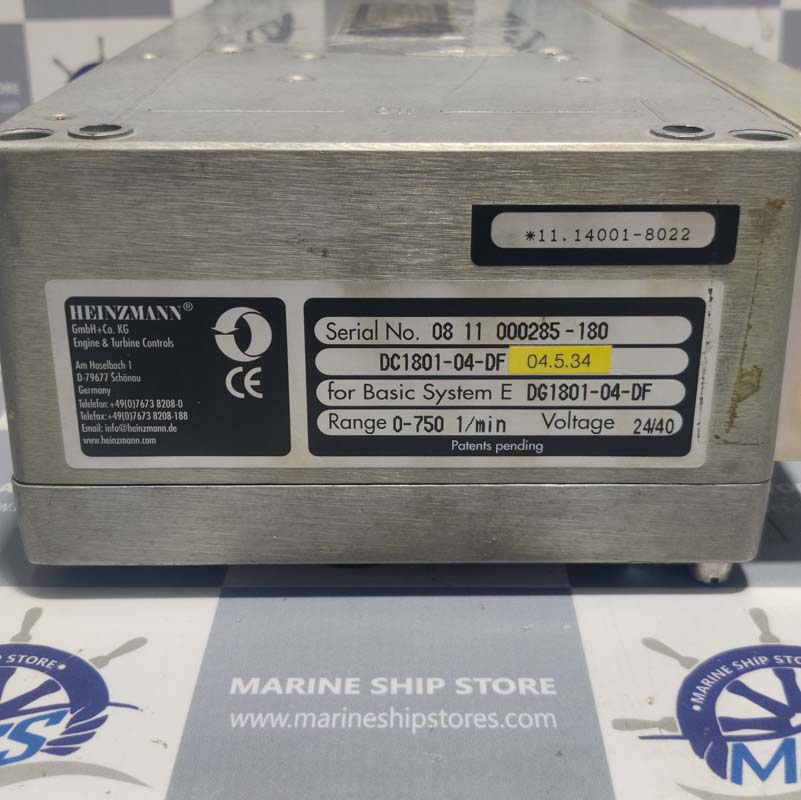 *11.14001-8022
HEINZMANN®
GmbH+Co. KG
Engine & Turbine Controls
Am Haselbach 1
D-79677 Schönau
Germany
Telelefon:+49(0)7673 8208-0
Telefax:+49(0)7673 8208-188
Email: info@heinzmann.de
www.heinzmann.com
CE
Serial No. 08 11 000285-180
DC1801-04-DF 04.5.34
for Basic System E DG1801-04-DF
Range 0-750 1/min Voltage 24/40
Patents pending
MARINE SHIP STORE
www.marineshipstores.com
SHIP STORE
MARINE SHIP STORE